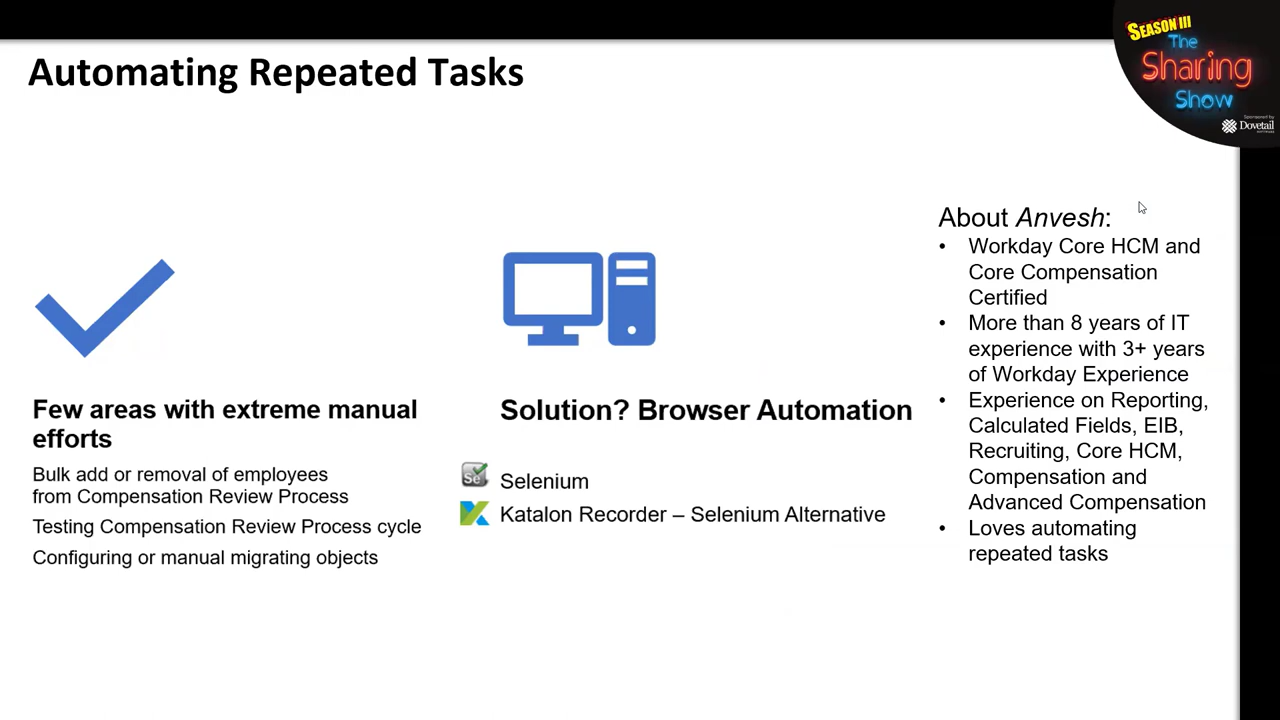 SEASON III
The
Sharing
Show
Sponsored by
Dovetail
SOFTWARE
Automating Repeated Tasks
Few areas with extreme manual
efforts
Bulk add or removal of employees
from Compensation Review Process
Testing Compensation Review Process cycle
Configuring or manual migrating objects
Solution? Browser Automation
Se
Selenium
Katalon Recorder – Selenium Alternative
About Anvesh:
• Workday Core HCM and
Core Compensation
Certified
• More than 8 years of IT
experience with 3+ years
of Workday Experience
• Experience on Reporting,
Calculated Fields, EIB,
Recruiting, Core HCM,
Compensation and
Advanced Compensation
• Loves automating
repeated tasks